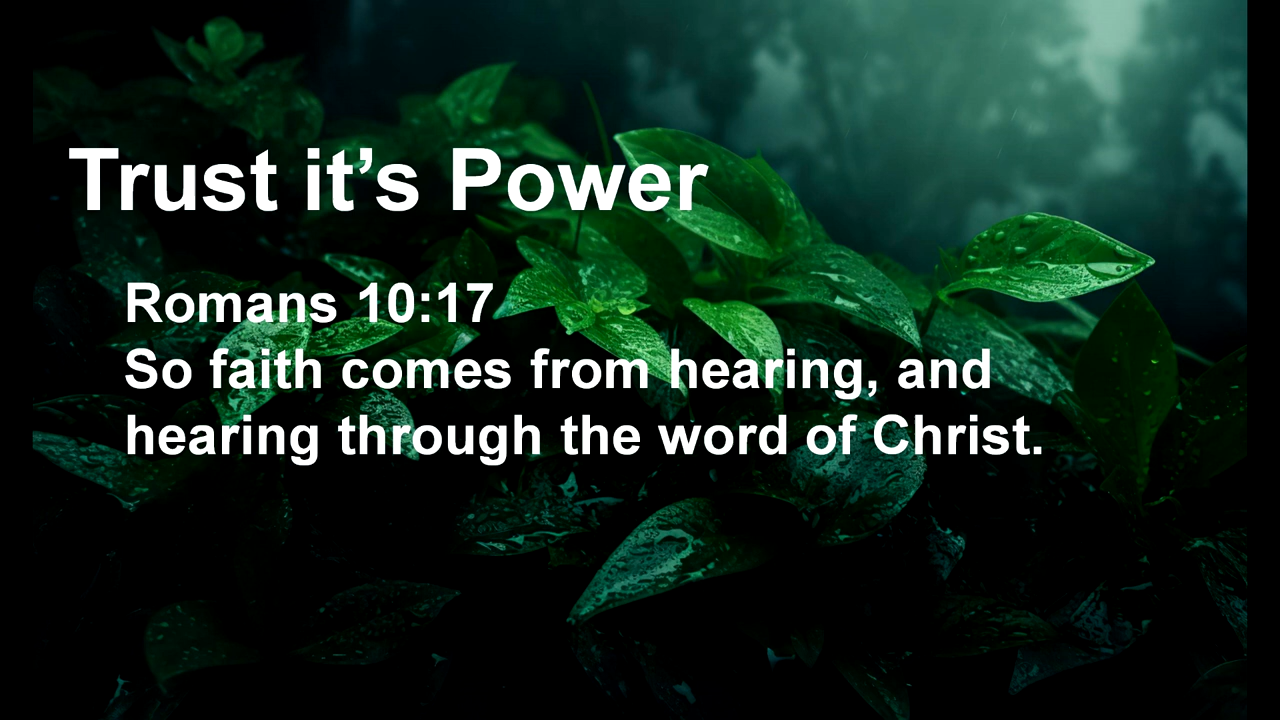 Trust it’s Power
Romans 10:17
So faith comes from hearing, and
hearing through the word of Christ.